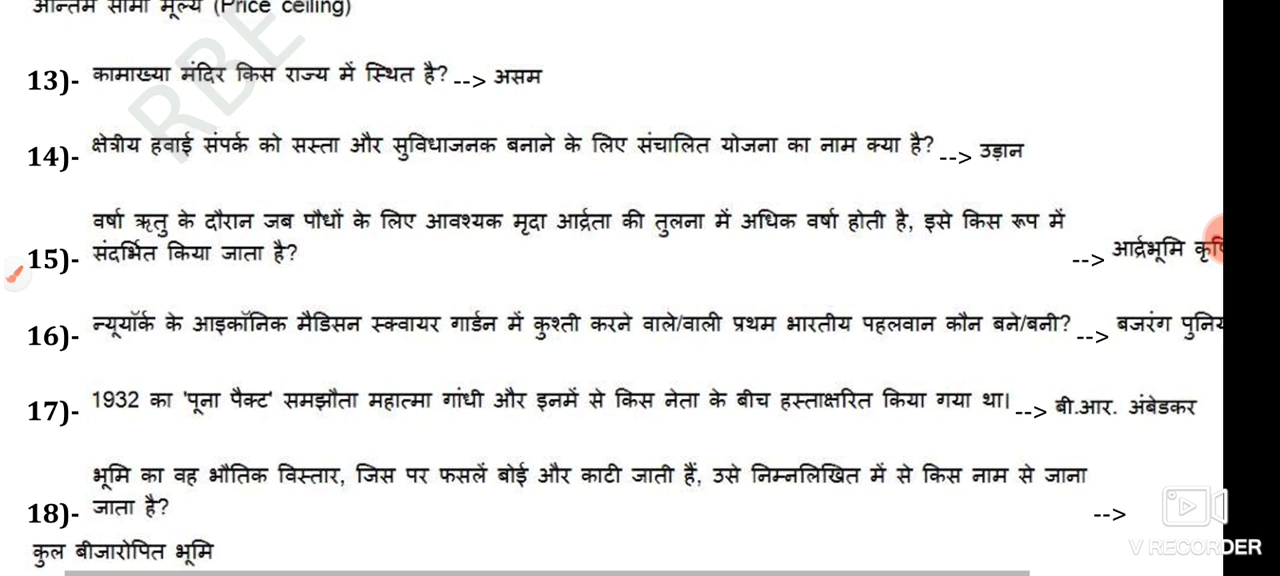 अन्तिम सीमा मूल्य (Price ceiling)
13)- कामाख्या मंदिर किस राज्य में स्थित है? --> असम
14)- क्षेत्रीय हवाई संपर्क को सस्ता और सुविधाजनक बनाने के लिए संचालित योजना का नाम क्या है? --> उड़ान
वर्षा ऋतु के दौरान जब पौधों के लिए आवश्यक मृदा आर्द्रता की तुलना में अधिक वर्षा होती है, इसे किस रूप में
15)- संदर्भित किया जाता है? --> आर्द्रभूमि
16)- न्यूयॉर्क के आइकॉनिक मैडिसन स्क्वायर गार्डन में कुश्ती करने वाले/वाली प्रथम भारतीय पहलवान कौन बने/बनी? --> बजरंग
17)- 1932 का 'पूना पैक्ट' समझौता महात्मा गांधी और इनमें से किस नेता के बीच हस्ताक्षरित किया गया था। --> बी.आर. अंबेडकर
भूमि का वह भौतिक विस्तार, जिस पर फसलें बोई और काटी जाती हैं, उसे निम्नलिखित में से किस नाम से जाना
18)- जाता है? -->
कुल बीजारोपित भूमि
RBE
V RECORDER